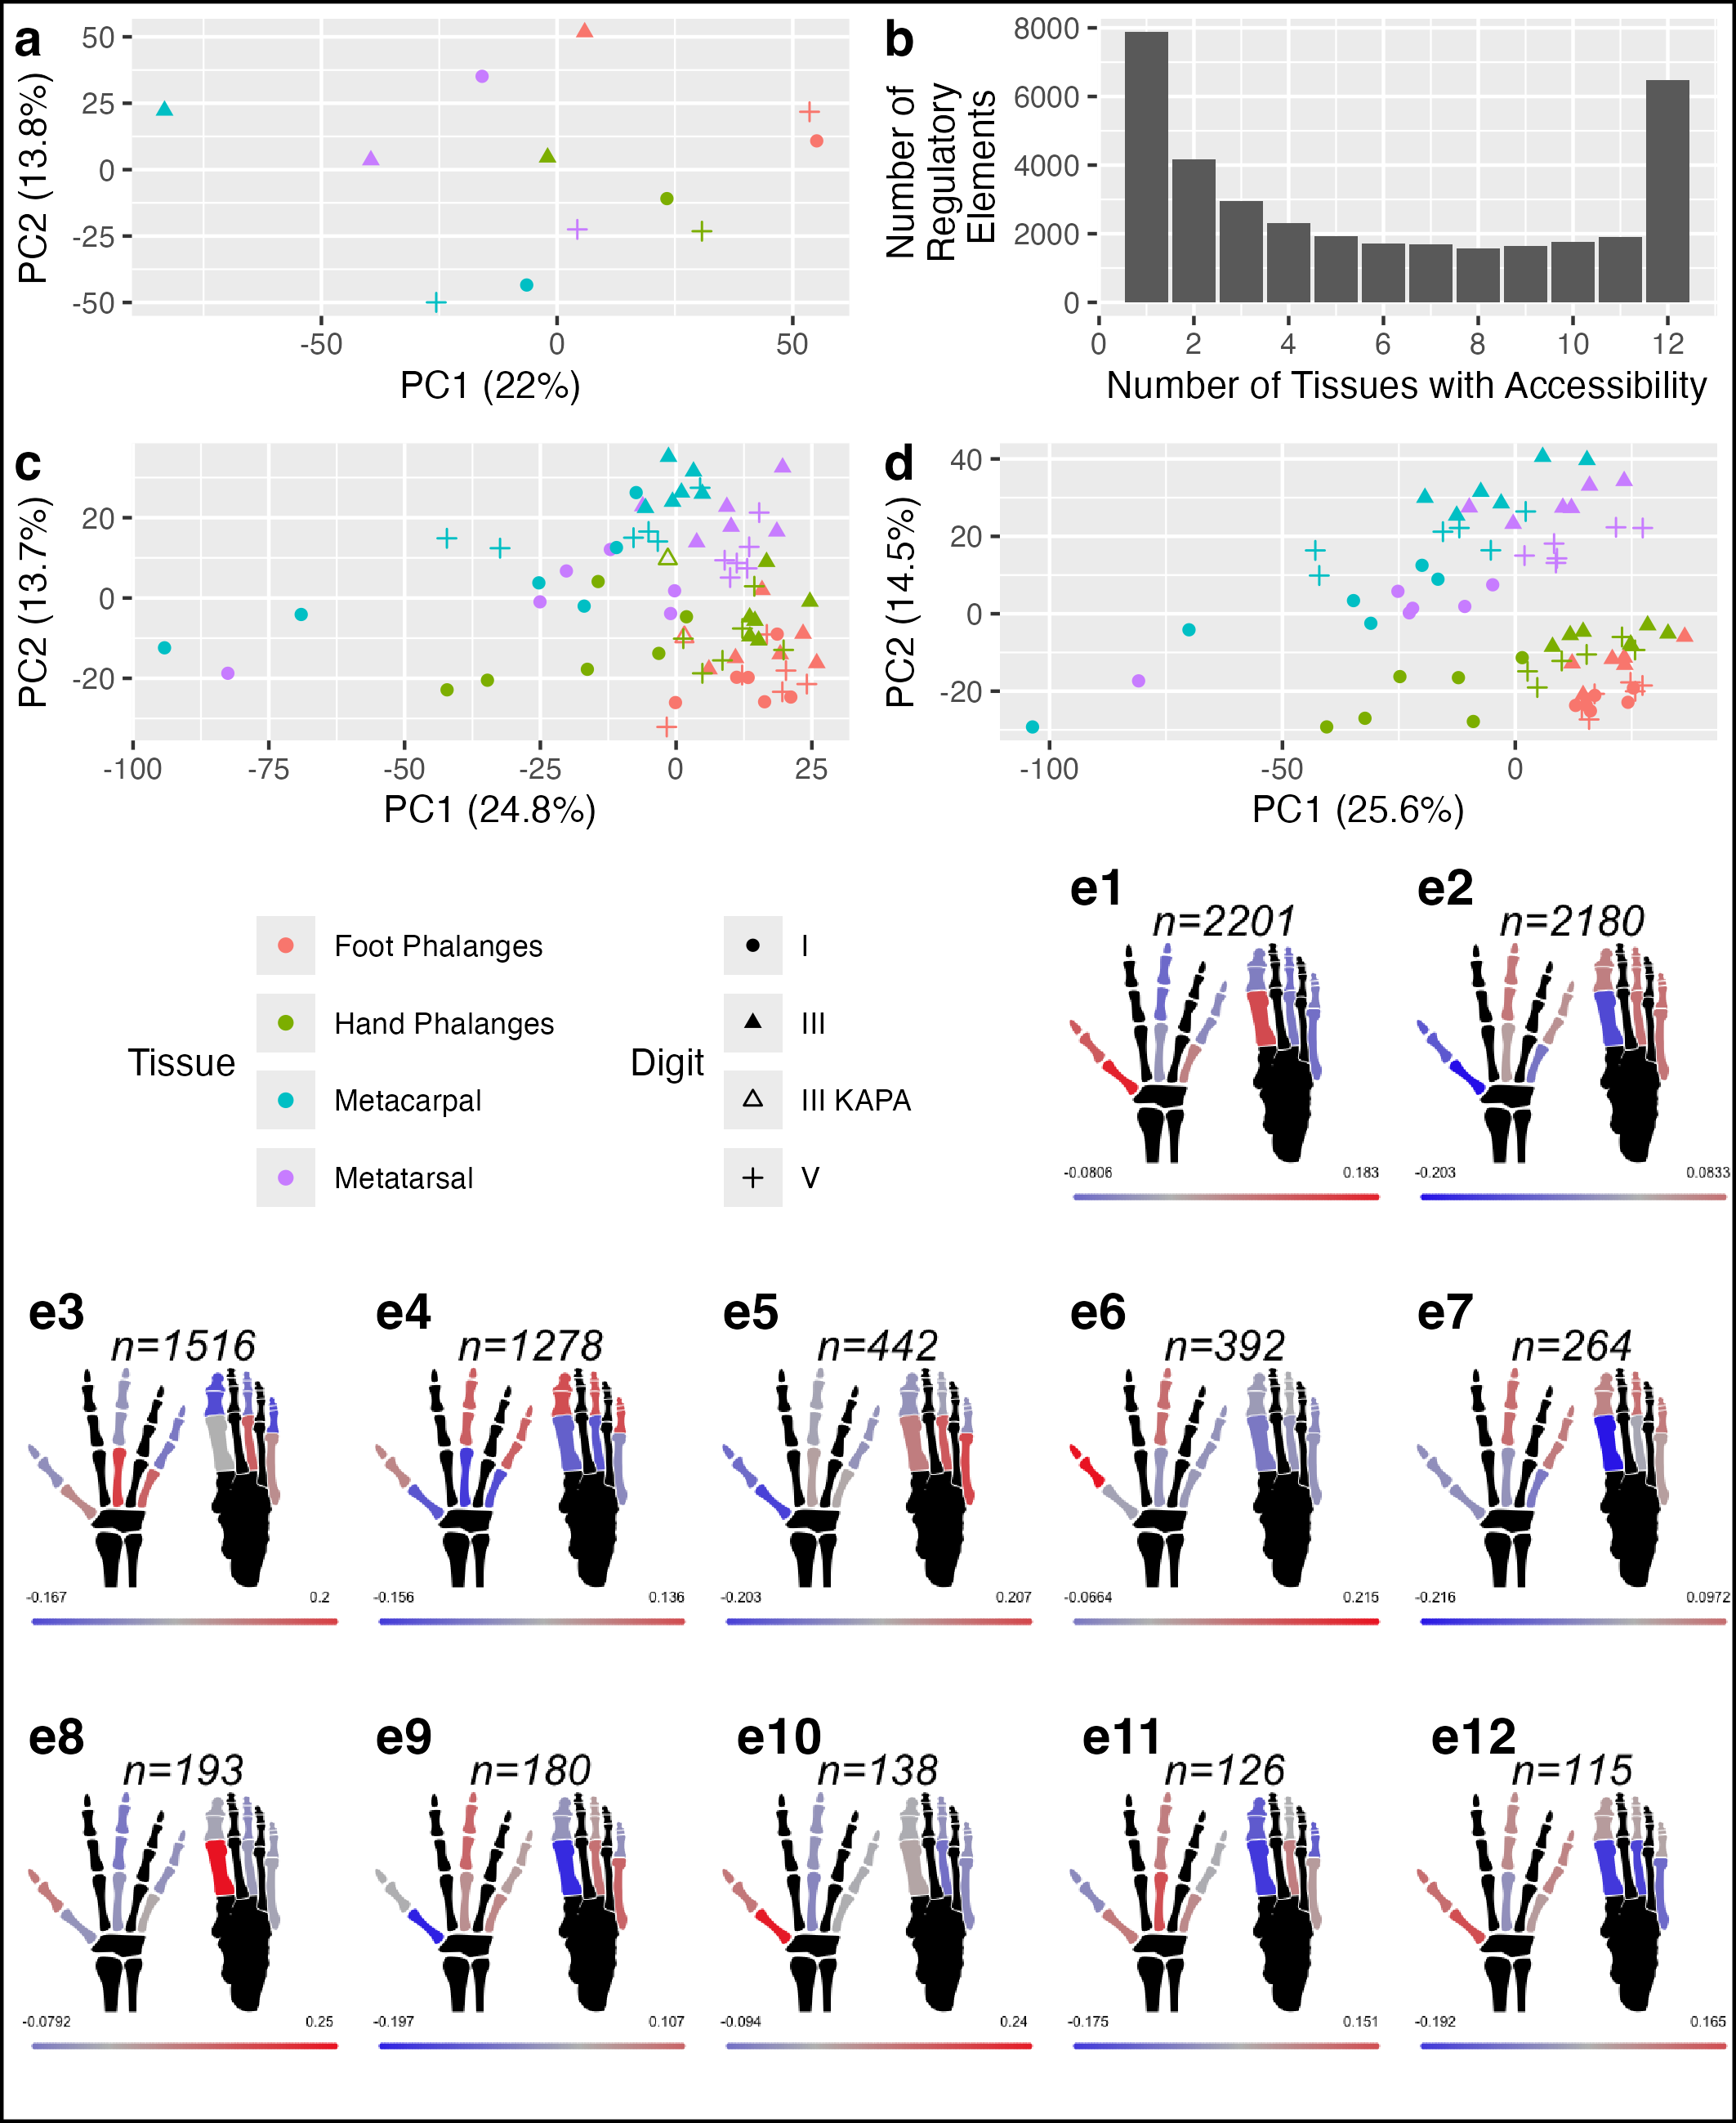 a
50
25
0
-25
-50
PC2 (13.8%)
-50
0
50
PC1 (22%)
b
8000
6000
4000
2000
0
Number of
Regulatory
Elements
0
2
4
6
8
10
12
Number of Tissues with Accessibility
c
20
0
-20
PC2 (13.7%)
-100
-75
-50
-25
0
25
PC1 (24.8%)
d
40
20
0
-20
PC2 (14.5%)
-100
-50
0
PC1 (25.6%)
Tissue
Foot Phalanges
Hand Phalanges
Metacarpal
Metatarsal
Digit
I
III
III KAPA
V
e1
n=2201
-0.0806
0.183
e2
n=2180
-0.203
0.0833
e3
n=1516
-0.167
0.2
e4
n=1278
-0.156
0.136
e5
n=442
-0.203
0.207
e6
n=392
-0.0664
0.215
e7
n=264
-0.216
0.0972
e8
n=193
-0.0792
0.25
e9
n=180
-0.197
0.107
e10
n=138
-0.094
0.24
e11
n=126
-0.175
0.151
e12
n=115
-0.192
0.165